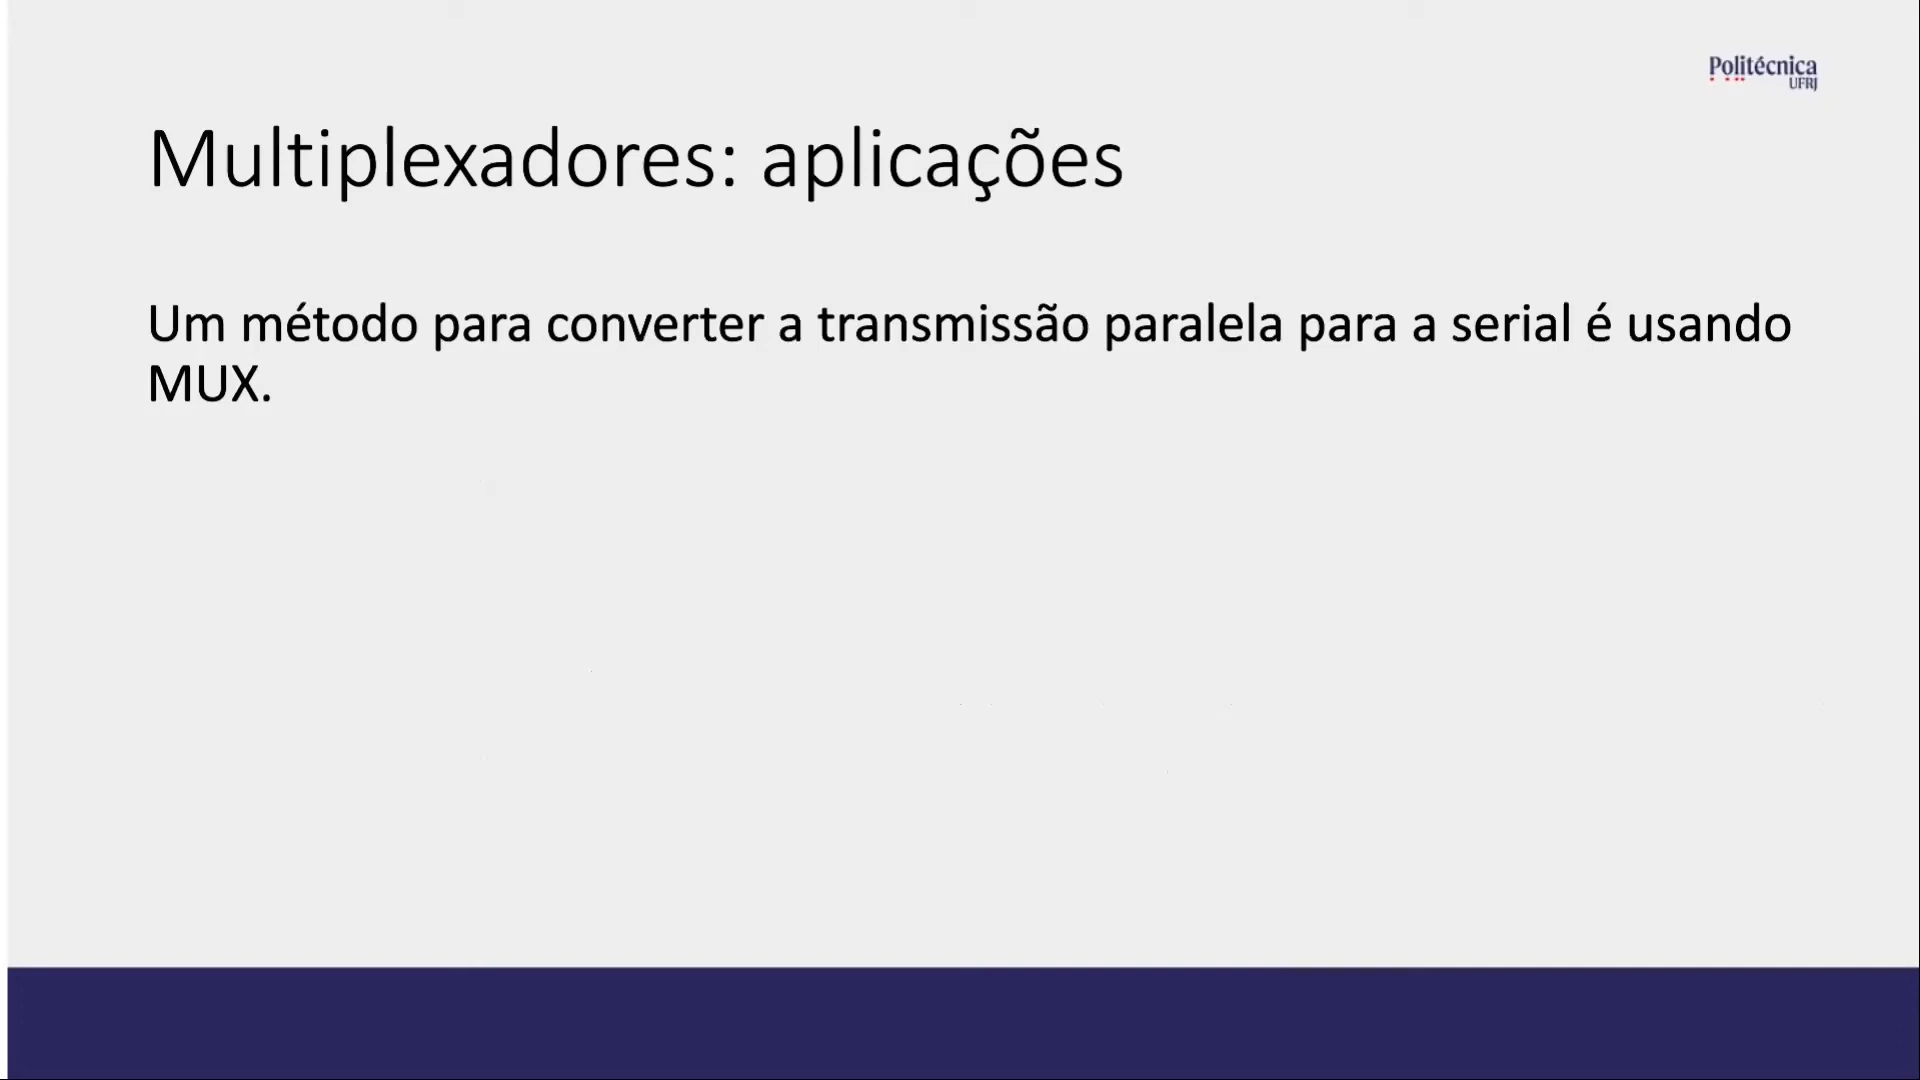 Politécnica
UFRJ
Multiplexadores: aplicações
Um método para converter a transmissão paralela para a serial é usando
MUX.